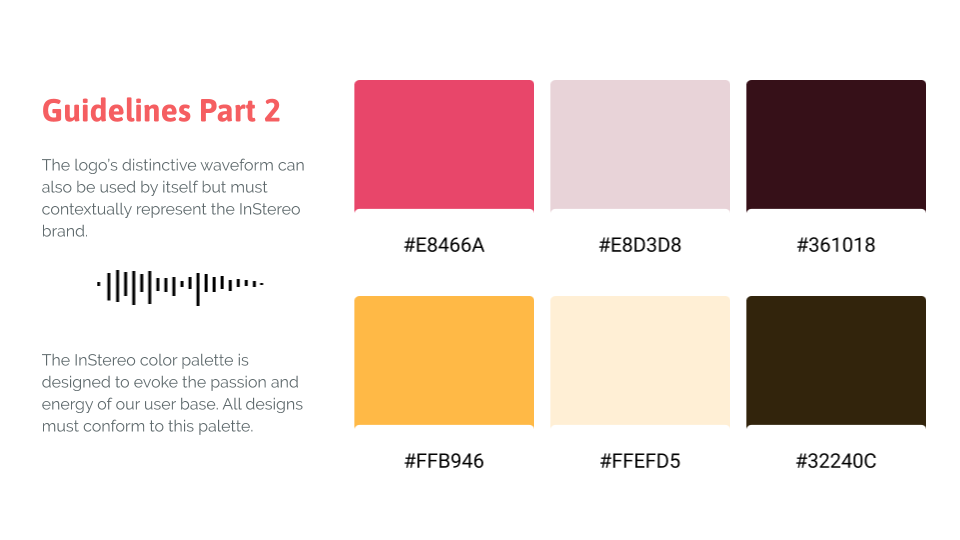 Guidelines Part 2
The logo's distinctive waveform can
also be used by itself but must
contextually represent the InStereo
brand.
The InStereo color palette is
designed to evoke the passion and
energy of our user base. All designs
must conform to this palette.
#E8466A
#E8D3D8
#361018
#FFB946
#FFEFD5
#32240C